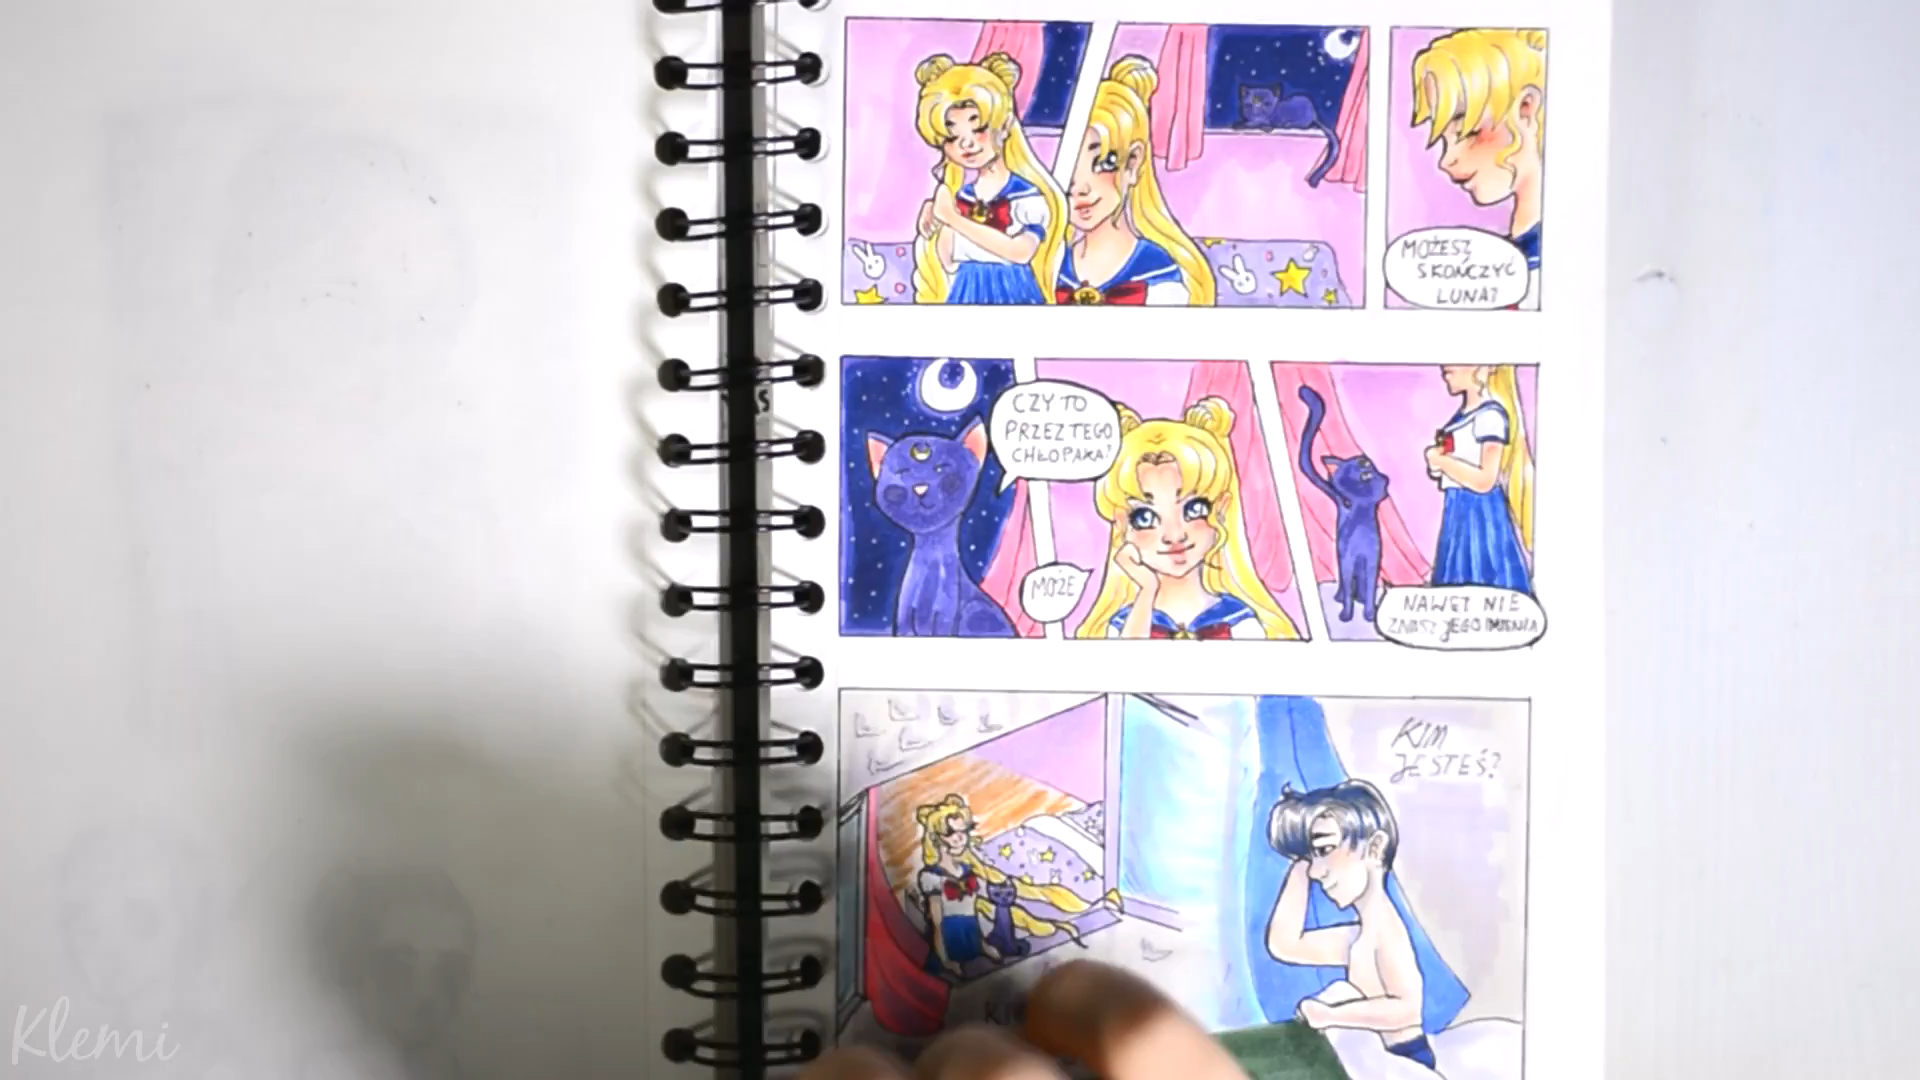 MOŻESZ
SKOŃCZYĆ
LUNA?
CZY TO
PRZEZ TEGO
CHŁOPAKA?
MOŻE
NAWET NIE
ZNASZ JEGO IMIENIA
KIM
JESTEŚ?
Klemi